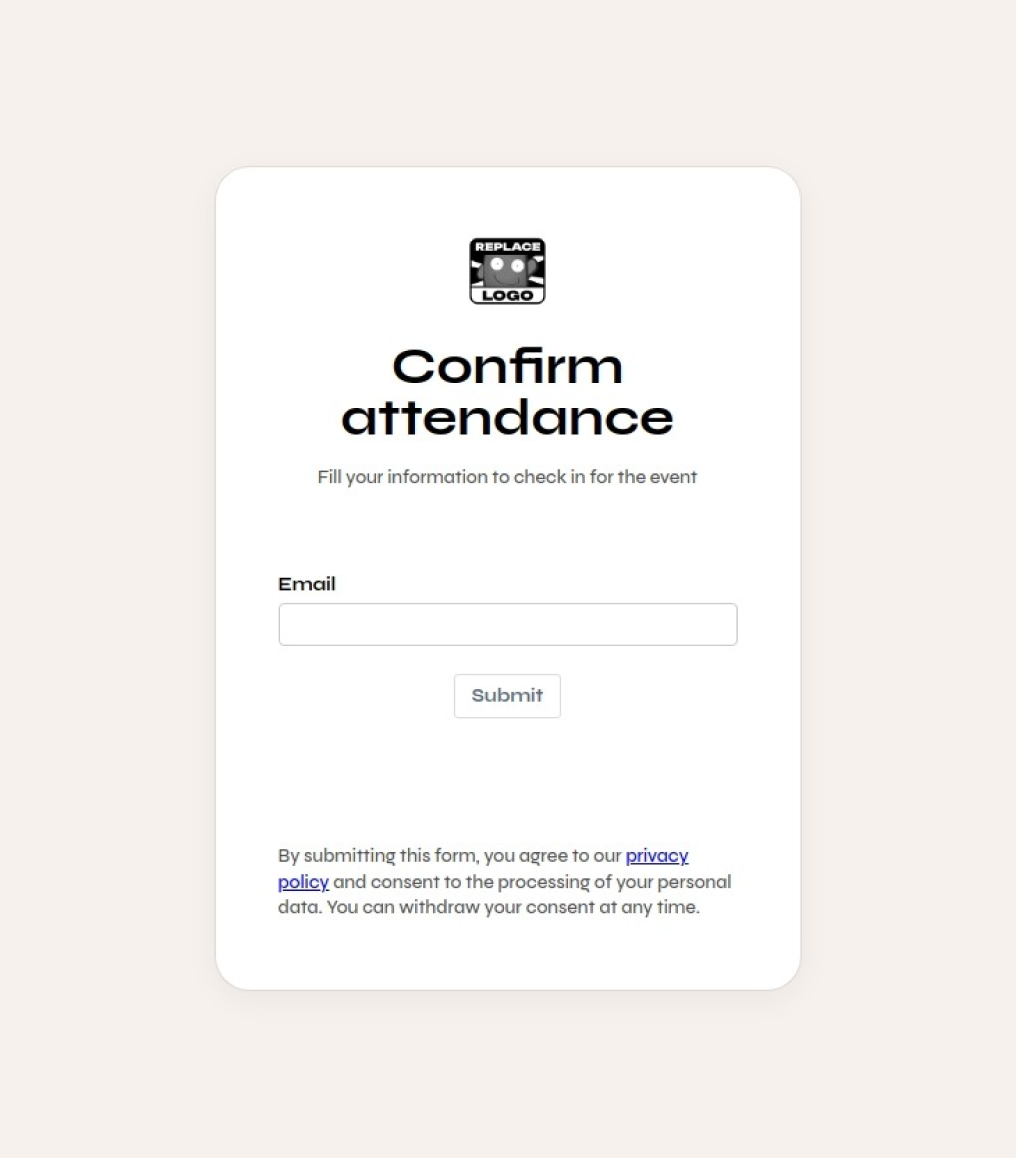 REPLACE
LOGO
Confirm
attendance
Fill your information to check in for the event
Email
Submit
By submitting this form, you agree to our privacy
policy and consent to the processing of your personal
data. You can withdraw your consent at any time.